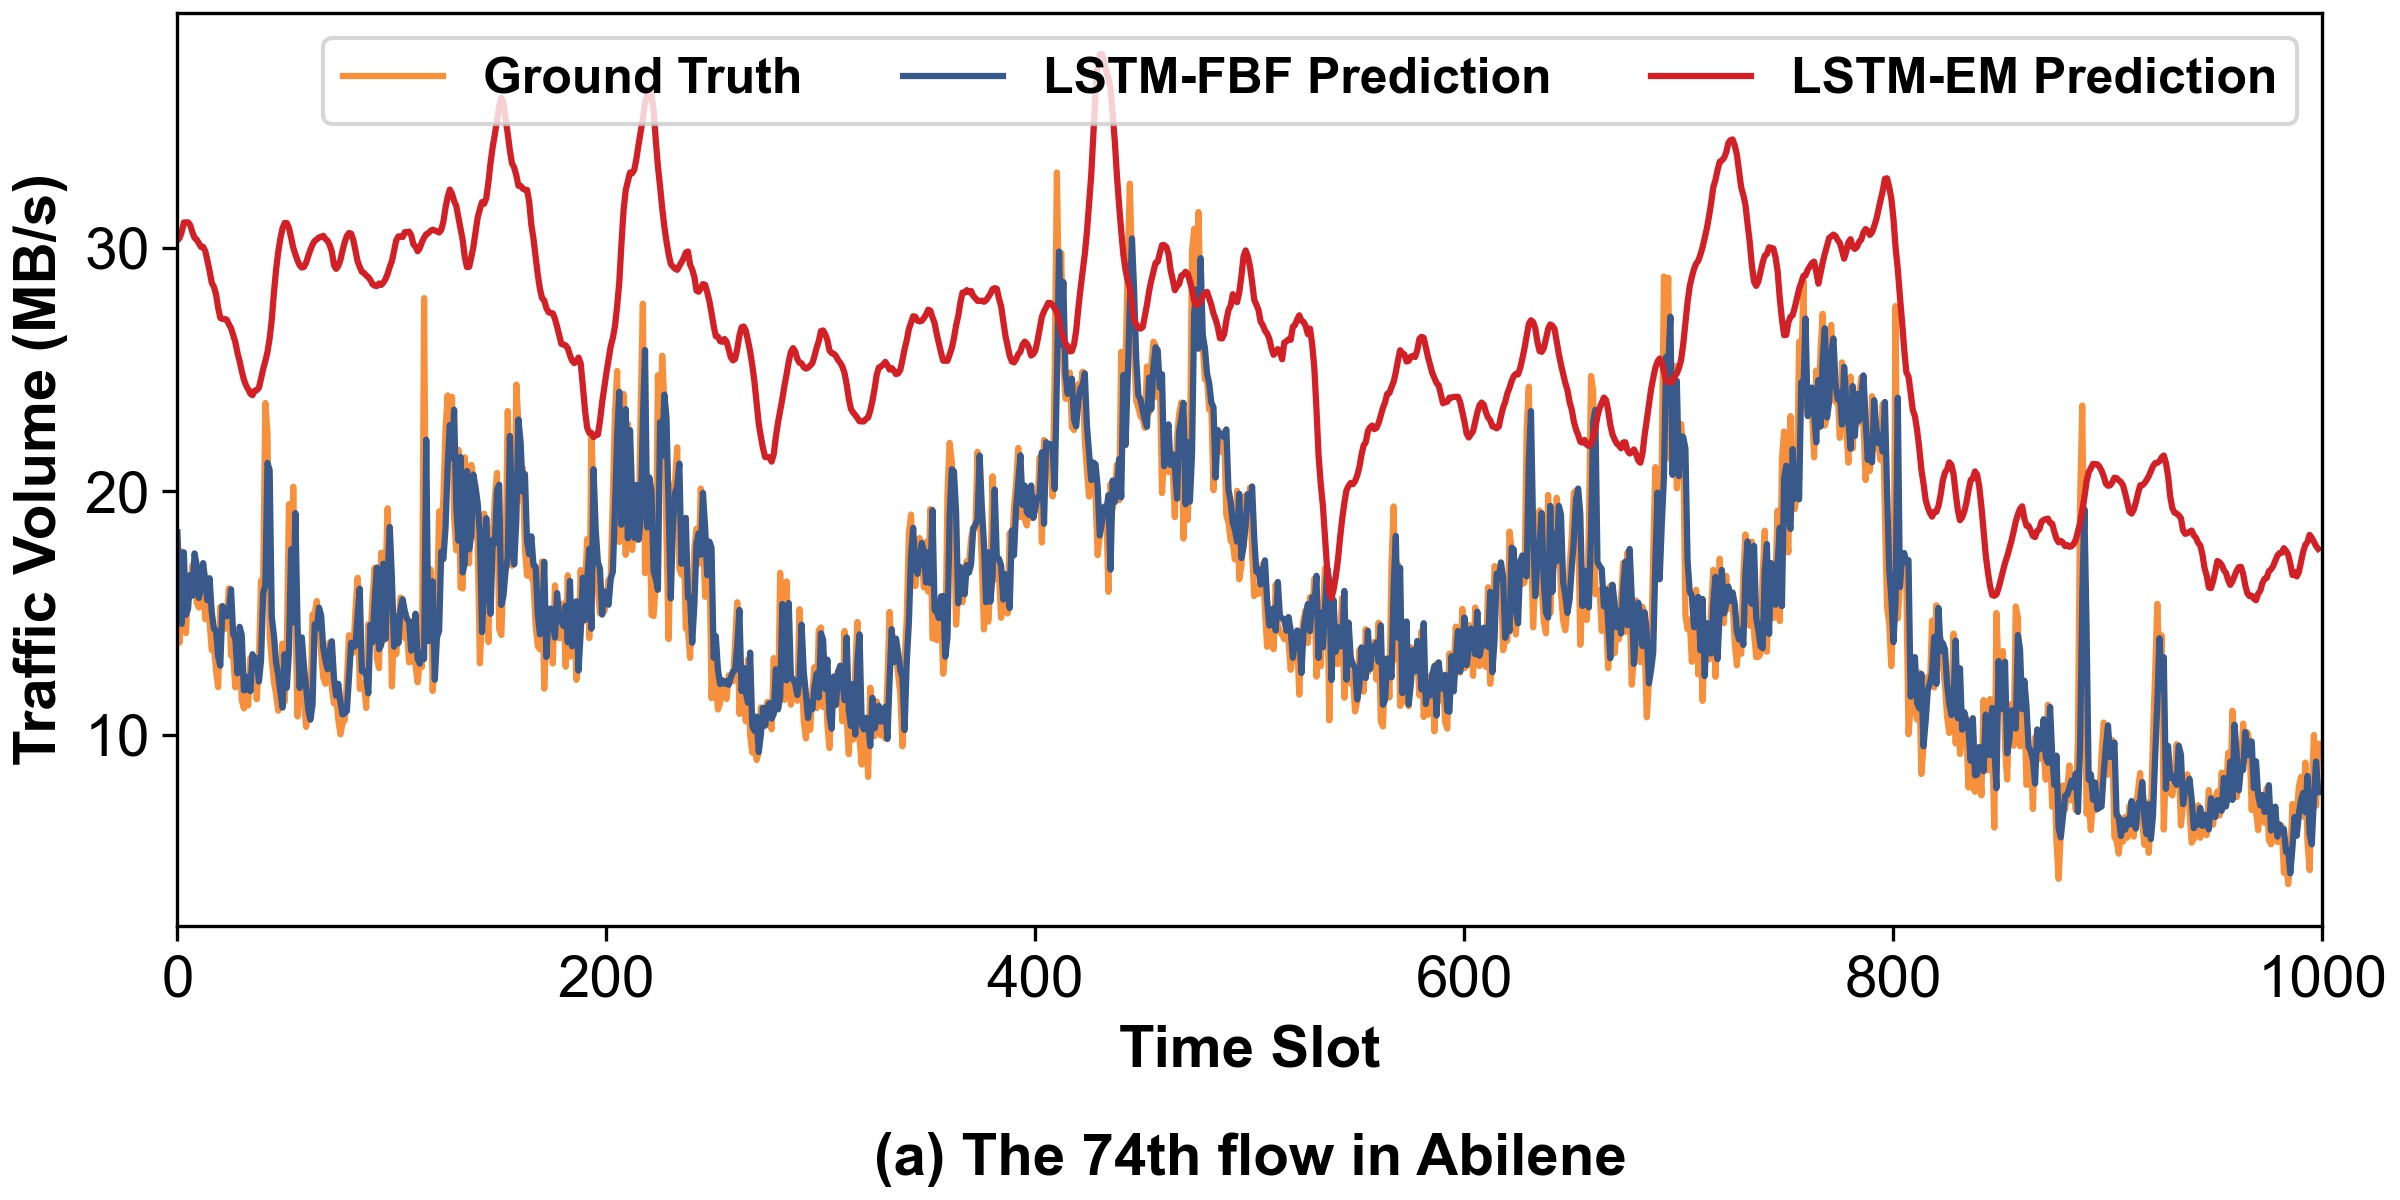 Ground Truth LSTM-FBF Prediction LSTM-EM Prediction
Traffic Volume (MB/s)
30
20
10
0 200 400 600 800 1000
Time Slot
(a) The 74th flow in Abilene